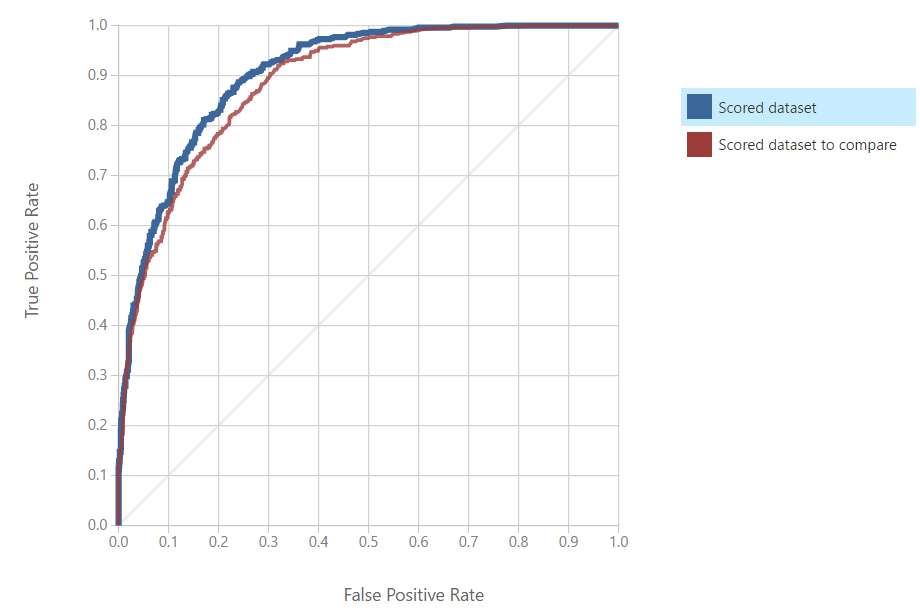 1.0
0.9
0.8
0.7
0.6
0.5
0.4
0.3
0.2
0.1
0.0
True Positive Rate
0.0 0.1 0.2 0.3 0.4 0.5 0.6 0.7 0.8 0.9 1.0
False Positive Rate
Scored dataset
Scored dataset to compare